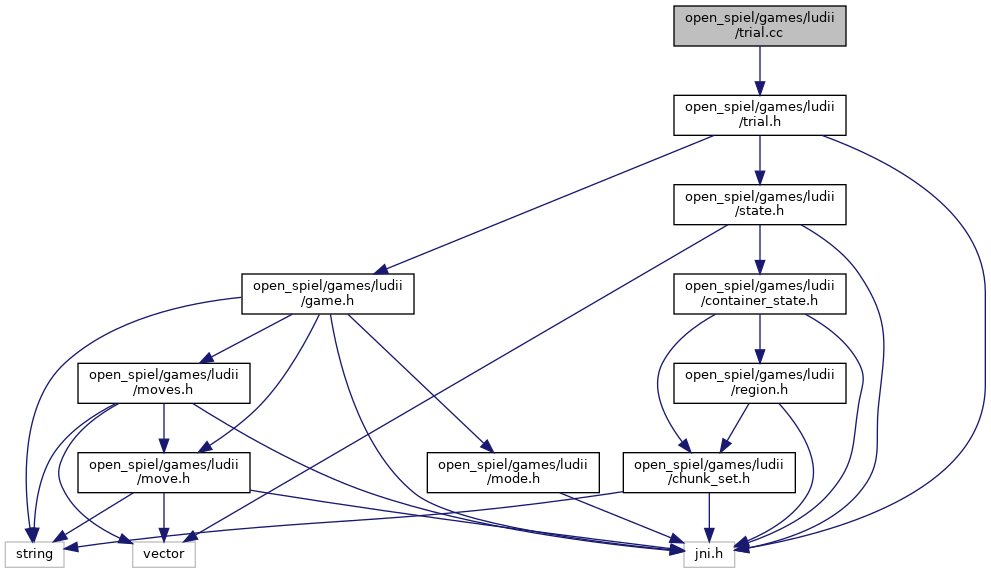 open_spiel/games/ludii
/trial.cc
open_spiel/games/ludii
/trial.h
open_spiel/games/ludii
/state.h
open_spiel/games/ludii
/game.h
open_spiel/games/ludii
/container_state.h
open_spiel/games/ludii
/moves.h
open_spiel/games/ludii
/region.h
open_spiel/games/ludii
/move.h
open_spiel/games/ludii
/mode.h
open_spiel/games/ludii
/chunk_set.h
string
vector
jni.h